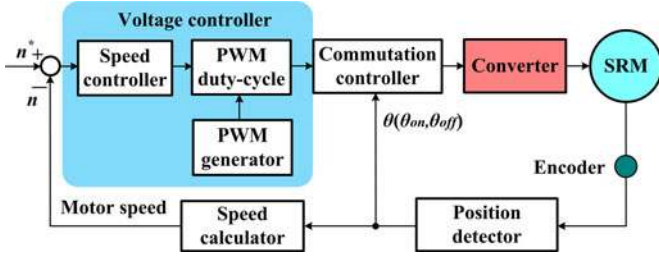 Voltage controller
n*
+
−
n
Speed
controller
PWM
duty-cycle
PWM
generator
Commutation
controller
Converter
SRM
θ(θon,θoff)
Encoder
Motor speed
Speed
calculator
Position
detector